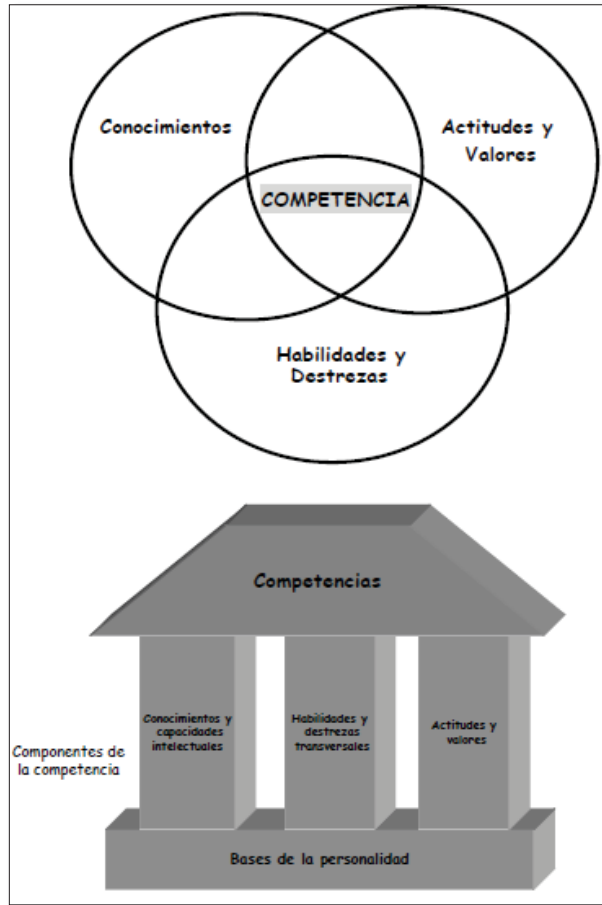 Conocimientos
Actitudes y
Valores
COMPETENCIA
Habilidades y
Destrezas
Competencias
Conocimientos y
capacidades
intelectuales
Habilidades y
destrezas
transversales
Actitudes y
valores
Componentes de
la competencia
Bases de la personalidad